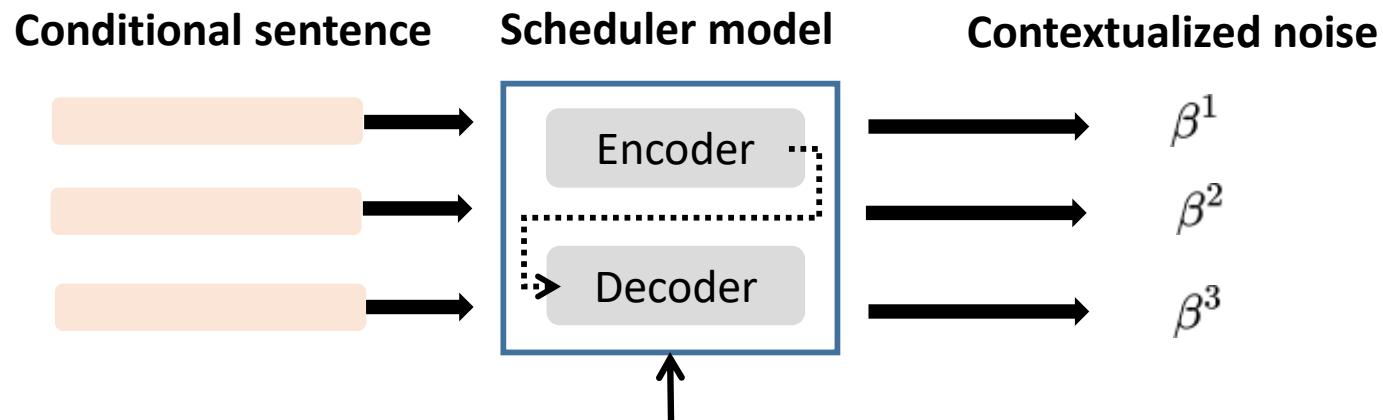 Conditional sentence Scheduler model Contextualized noise
Encoder
Decoder
β¹
β²
β³